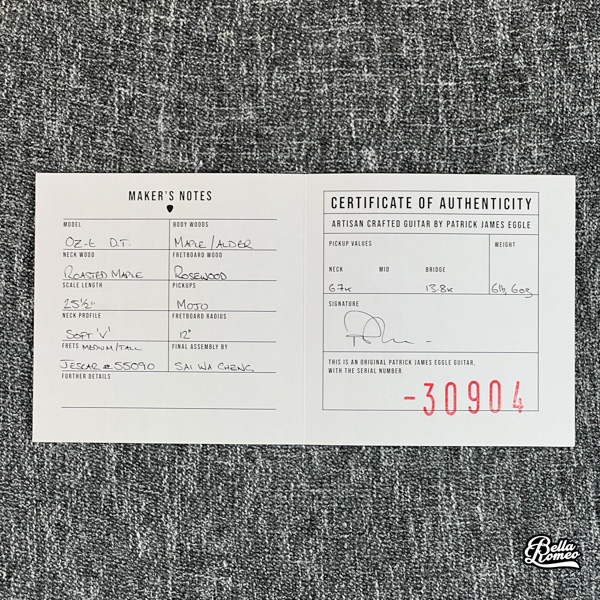 MAKER'S NOTES
MODEL
OZ-T D.T.
BODY WOODS
MAPLE/ALDER
NECK WOOD
ROASTED MAPLE
FRETBOARD WOOD
ROSEWOOD
SCALE LENGTH
25½"
PICKUPS
MOJO
NECK PROFILE
SOFT 'V'
FRETBOARD RADIUS
12"
FRETS MEDIUM/TALL
JESCAR #55090
FINAL ASSEMBLY BY
SAI WA CHENG
FURTHER DETAILS
CERTIFICATE OF AUTHENTICITY
ARTISAN CRAFTED GUITAR BY PATRICK JAMES EGGLE
PICKUP VALUES
WEIGHT
NECK MID BRIDGE
6.7K 13.8K 6lb, 6oz
SIGNATURE
THIS IS AN ORIGINAL PATRICK JAMES EGGLE GUITAR,
WITH THE SERIAL NUMBER
-30904
Bella
Romeo